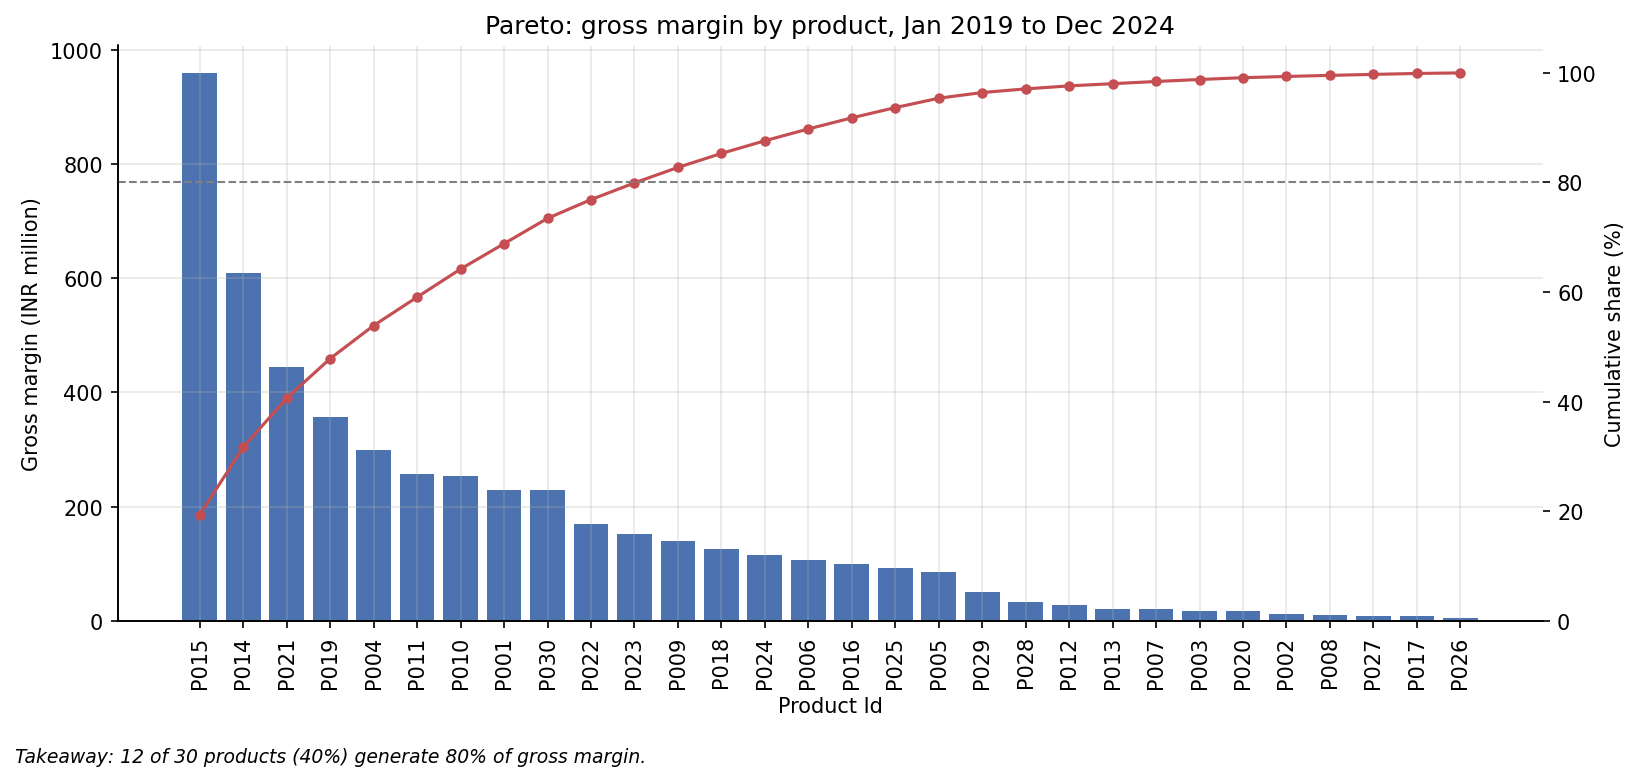 Pareto: gross margin by product, Jan 2019 to Dec 2024
1000
800
600
400
200
0
Gross margin (INR million)
100
80
60
40
20
0
Cumulative share (%)
P015
P014
P021
P019
P004
P011
P010
P001
P030
P022
P023
P009
P018
P024
P006
P016
P025
P005
P029
P028
P012
P013
P007
P003
P020
P002
P008
P027
P017
P026
Product Id
Takeaway: 12 of 30 products (40%) generate 80% of gross margin.